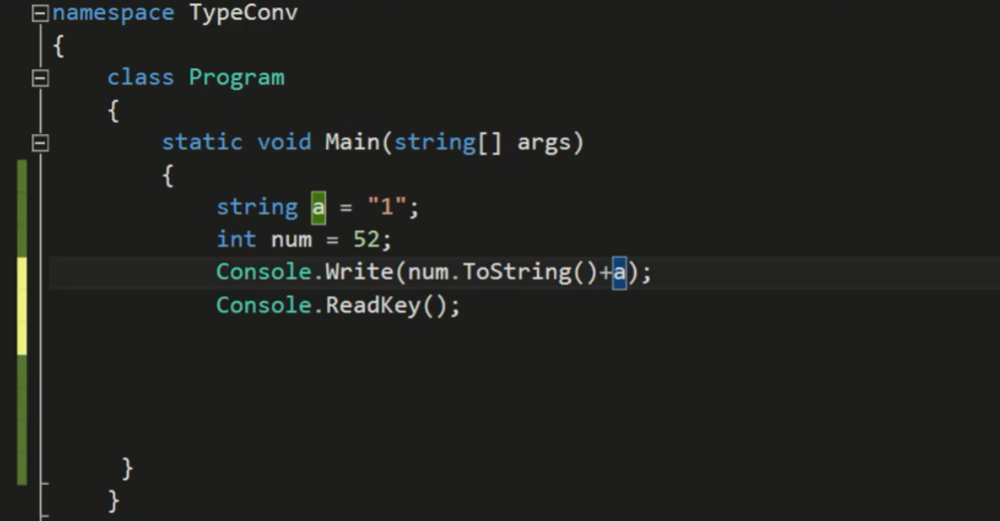 namespace TypeConv
{
class Program
{
static void Main(string[] args)
{
string a = "1";
int num = 52;
Console.Write(num.ToString()+a);
Console.ReadKey();
}
}